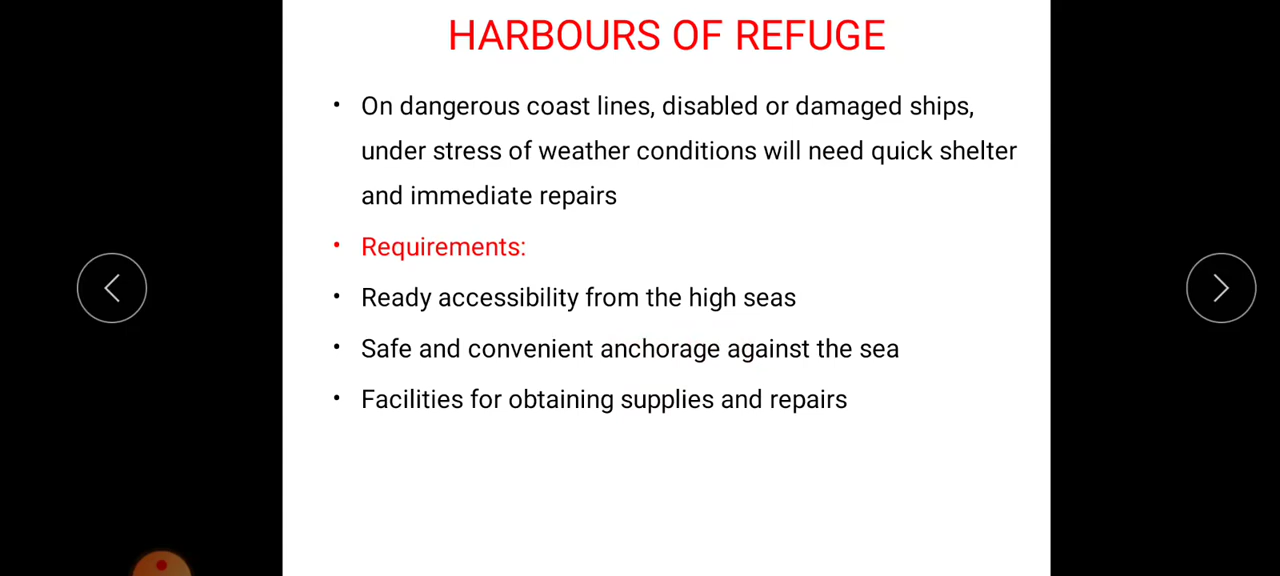 HARBOURS OF REFUGE
• On dangerous coast lines, disabled or damaged ships,
under stress of weather conditions will need quick shelter
and immediate repairs
• Requirements:
• Ready accessibility from the high seas
• Safe and convenient anchorage against the sea
• Facilities for obtaining supplies and repairs